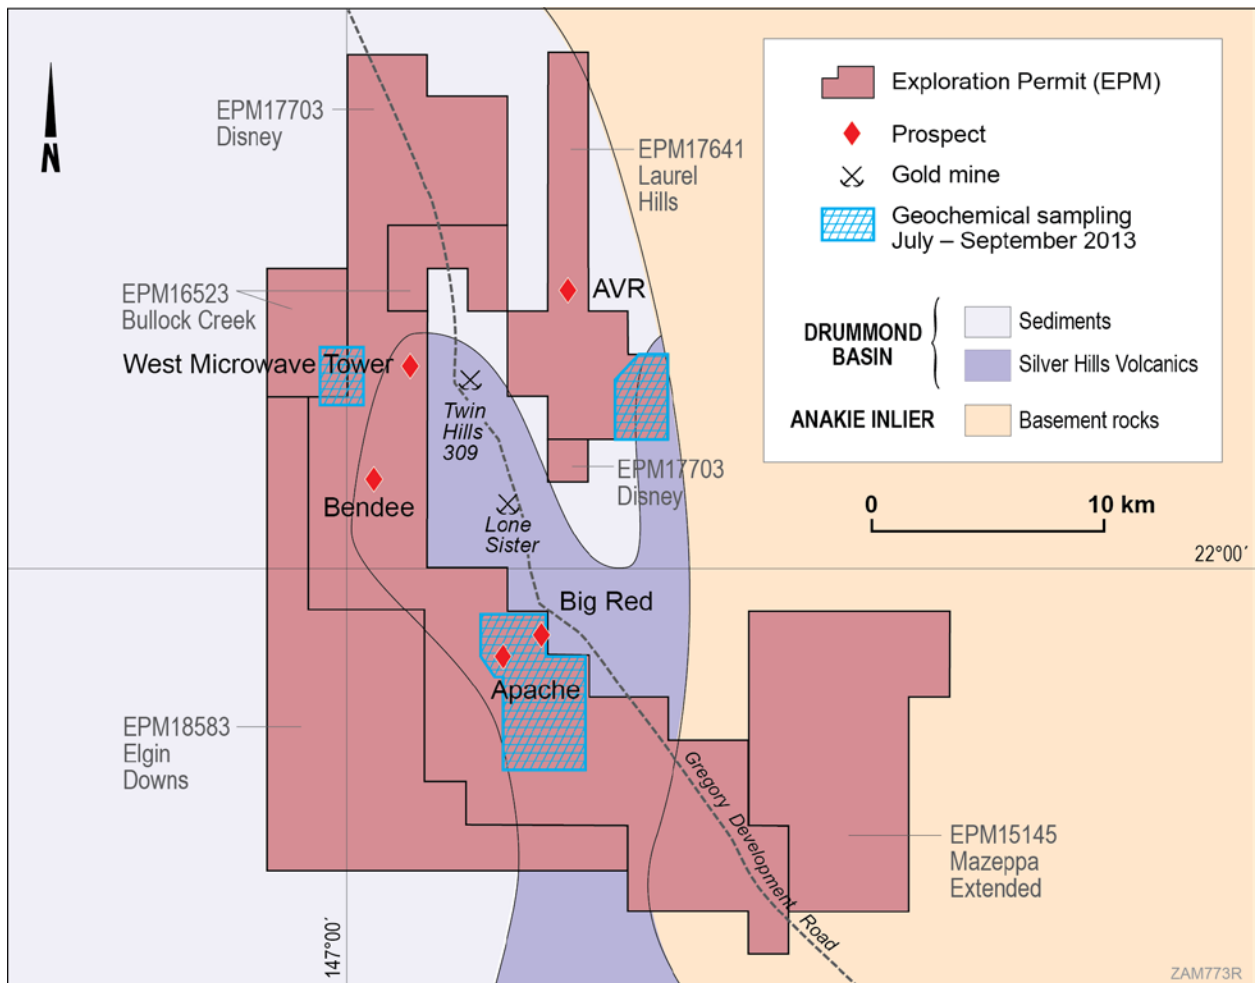 EPM17703
Disney
N
EPM17641
Laurel
Hills
EPM16523
Bullock Creek
AVR
West Microwave Tower
Twin
Hills
309
EPM17703
Disney
Bendee
Lone
Sister
Big Red
Apache
EPM18583
Elgin
Downs
Gregory Development Road
EPM15145
Mazeppa
Extended
147°00´
22°00´
Exploration Permit (EPM)
Prospect
Gold mine
Geochemical sampling
July – September 2013
DRUMMOND
BASIN
Sediments
Silver Hills Volcanics
ANAKIE INLIER
Basement rocks
0
10 km
ZAM773R